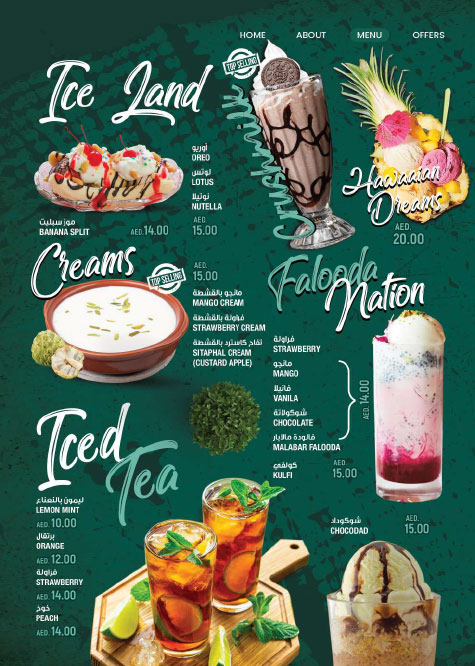 HOME
ABOUT
MENU
OFFERS
Ice Land
موز سبليت
BANANA SPLIT
AED.14.00
أوريو
OREO
لوتس
LOTUS
نوتيلا
NUTELLA
AED.
15.00
TOP SELLING
Crushmilk
Hawaiian
Dreams
AED.
20.00
Creams
TOP SELLING
AED.
15.00
مانجو بالقشطة
MANGO CREAM
فراولة بالقشطة
STRAWBERRY CREAM
تفاح كاسترد بالقشطة
SITAPHAL CREAM
(CUSTARD APPLE)
Falooda
Nation
فراولة
STRAWBERRY
مانجو
MANGO
فانيلا
VANILA
شوكولاتة
CHOCOLATE
فالودة مالابار
MALABAR FALOODA
AED. 14.00
كولفي
KULFI
AED.
15.00
Iced
Tea
ليمون بالنعناع
LEMON MINT
AED. 10.00
برتقال
ORANGE
AED. 12.00
فراولة
STRAWBERRY
AED. 14.00
خوخ
PEACH
AED. 14.00
شوكوداد
CHOCODAD
AED.
15.00